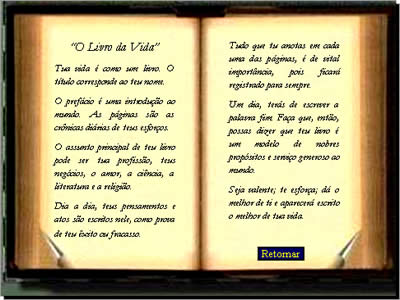 "O Livro da Vida"
Tua vida é como um livro. O
título corresponde ao teu nome.
O prefácio é uma introdução ao
mundo. As páginas são as
crônicas diárias de teus esforços.
O assunto principal de teu livro
pode ser tua profissão, teus
negócios, o amor, a ciência, a
literatura e a religião.
Dia a dia, teus pensamentos e
atos são escritos nele, como prova
de teu êxito ou fracasso.
Tudo que tu anotas em cada
uma das páginas, é de vital
importância, pois ficará
registrado para sempre.
Um dia, terás de escrever a
palavra fim. Faça que, então,
possas dizer que teu livro é
um modelo de nobres
propósitos e serviço generoso ao
mundo.
Seja valente; te esforça; dá o
melhor de ti e aparecerá escrito
o melhor de tua vida.
Retornar